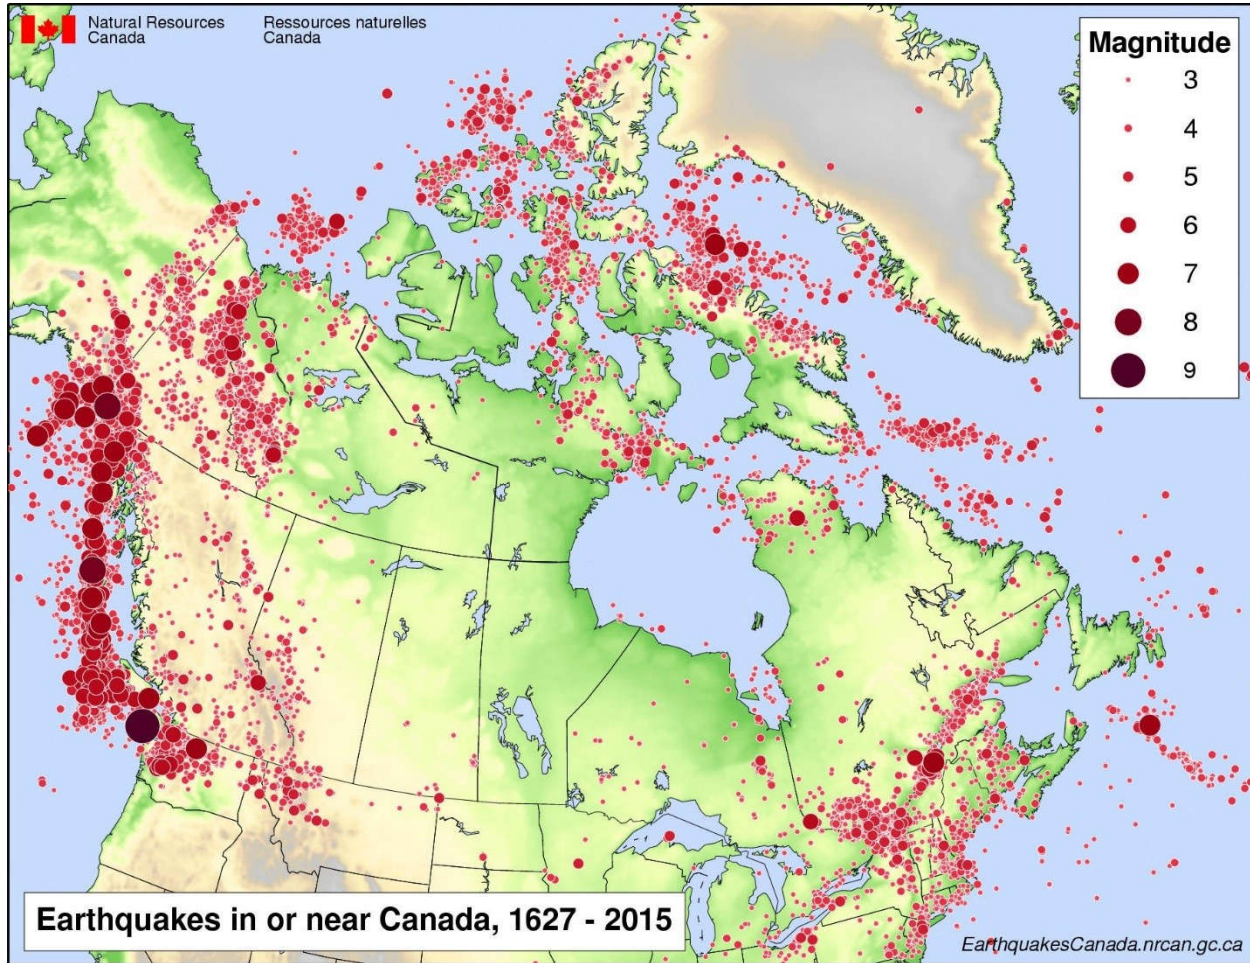 Natural Resources
Canada
Ressources naturelles
Canada
Magnitude
3
4
5
6
7
8
9
Earthquakes in or near Canada, 1627 - 2015
EarthquakesCanada.nrcan.gc.ca